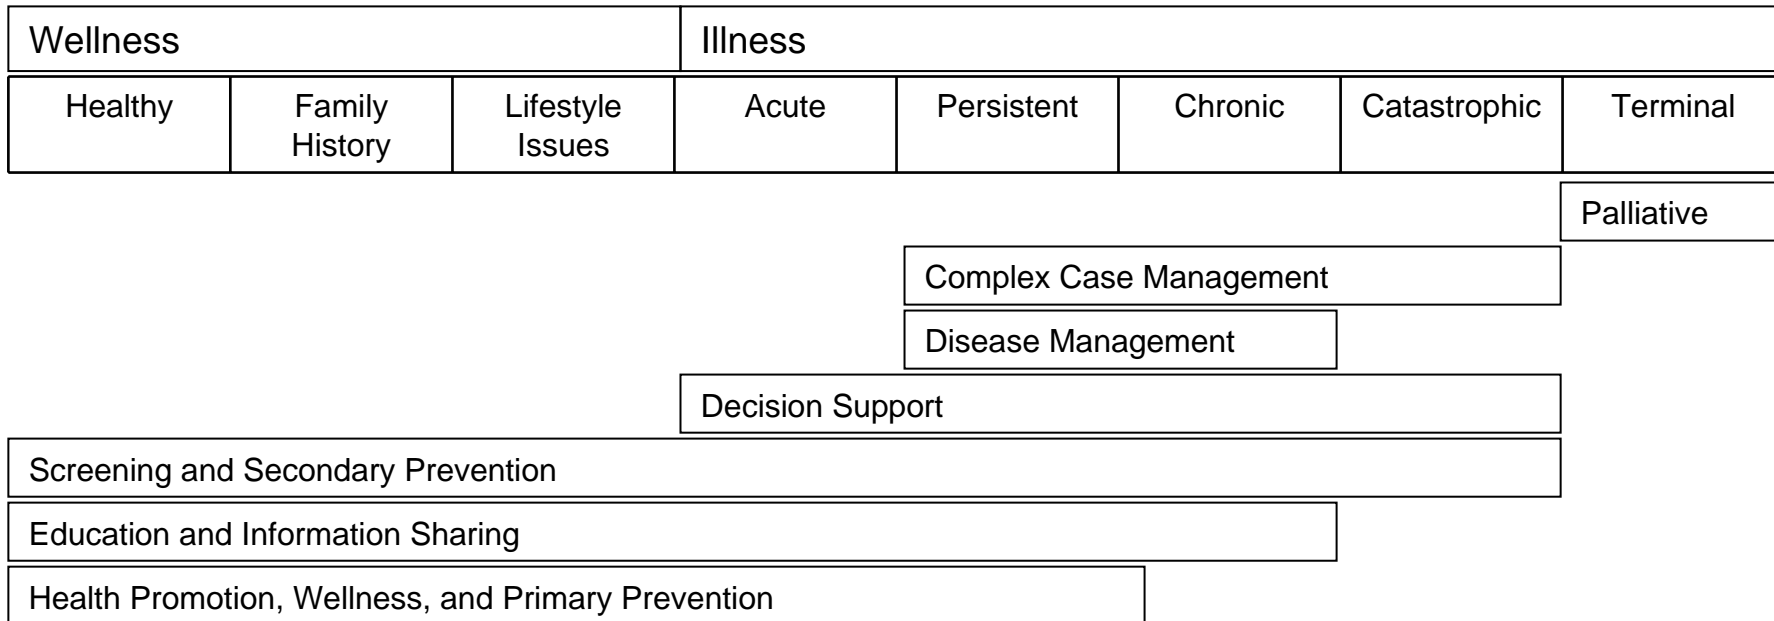 Wellness Illness
Healthy Family History Lifestyle Issues Acute Persistent Chronic Catastrophic Terminal
Palliative
Complex Case Management
Disease Management
Decision Support
Screening and Secondary Prevention
Education and Information Sharing
Health Promotion, Wellness, and Primary Prevention